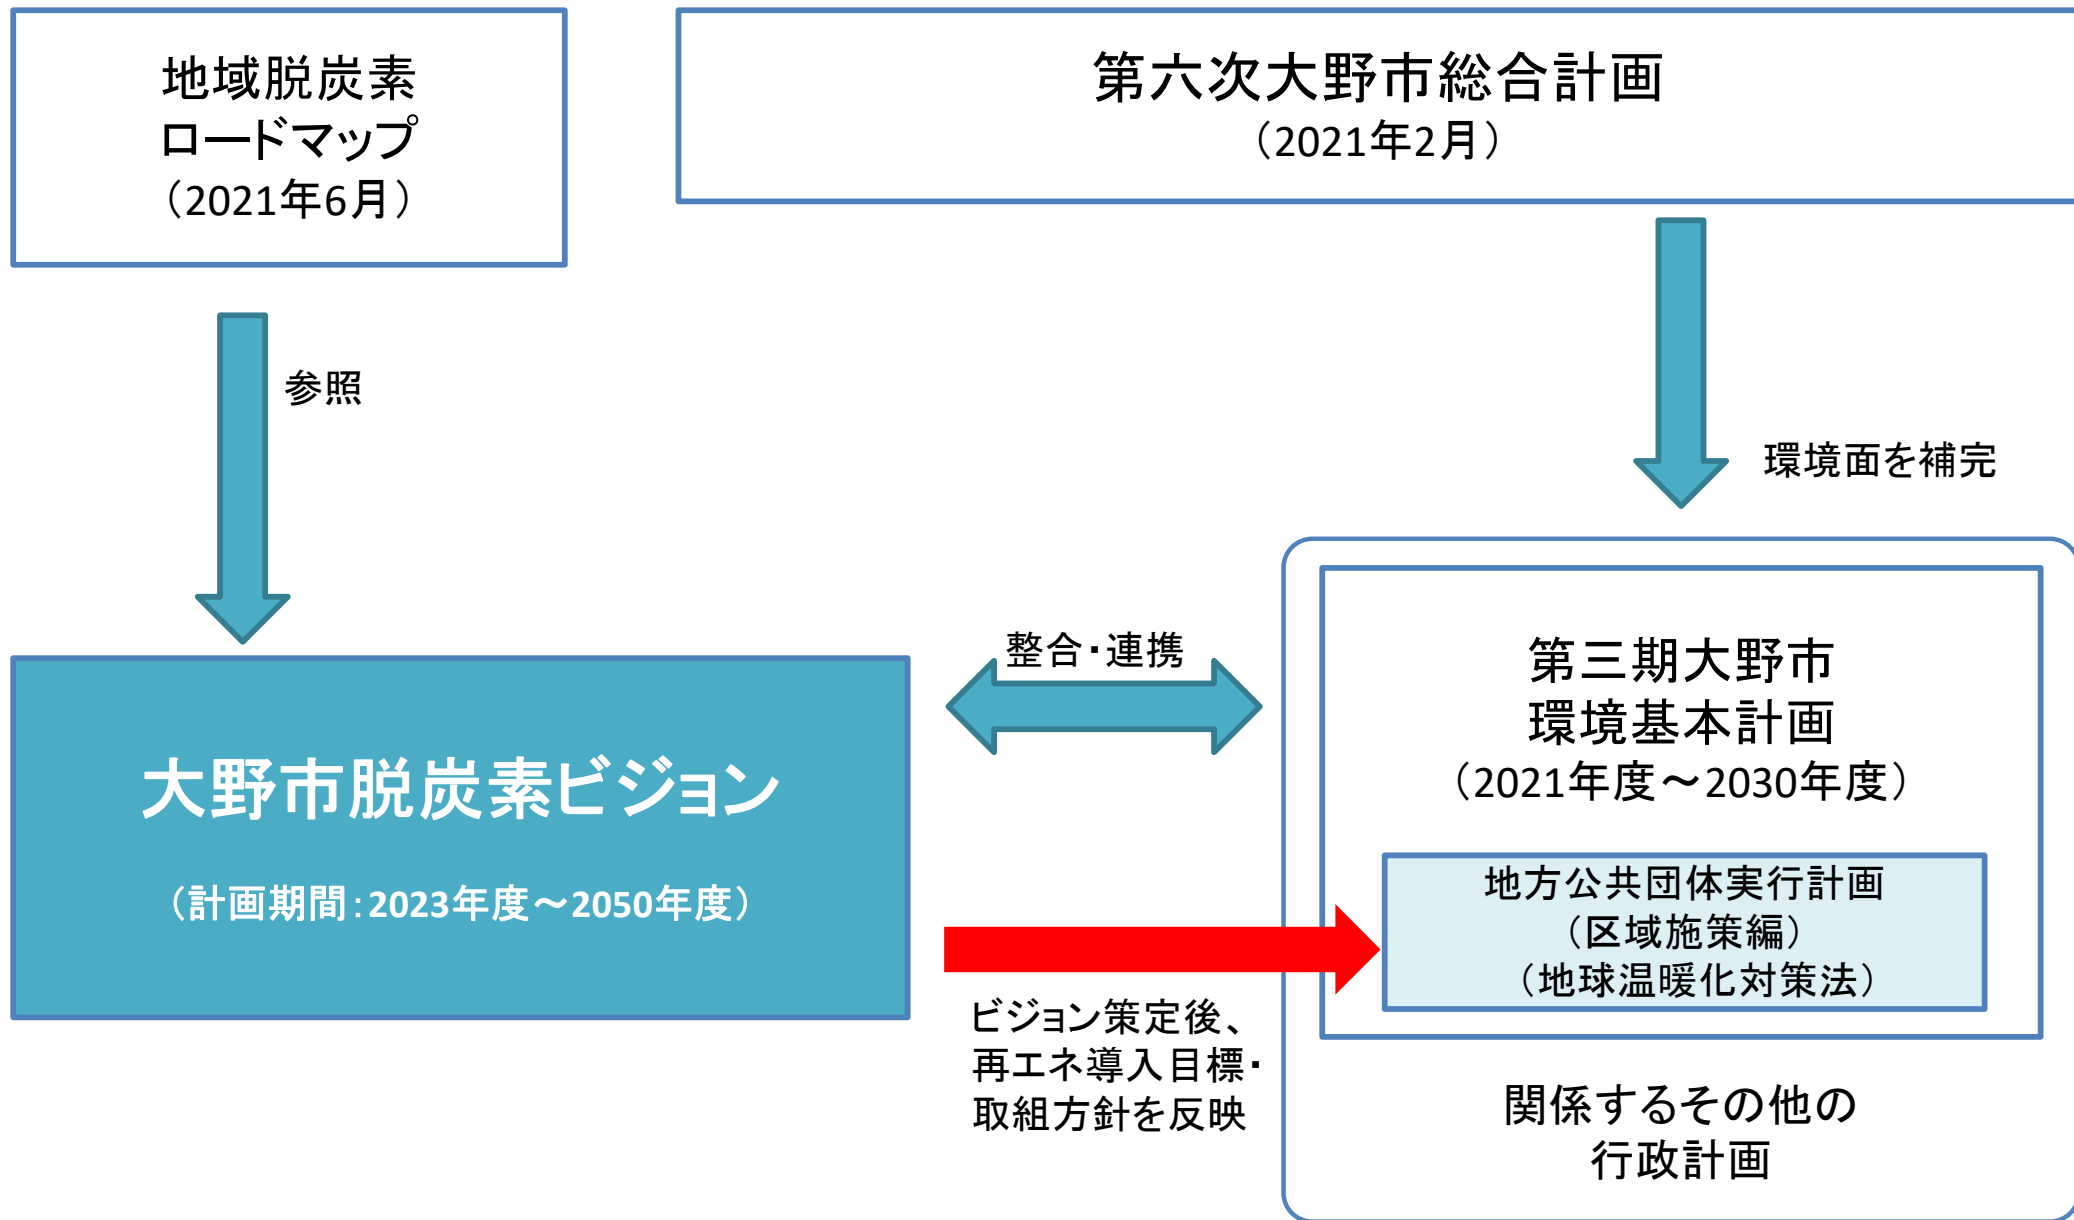 地域脱炭素
ロードマップ
（2021年6月）
第六次大野市総合計画
（2021年2月）
参照
環境面を補完
整合・連携
大野市脱炭素ビジョン
（計画期間：2023年度～2050年度）
第三期大野市
環境基本計画
（2021年度～2030年度）
地方公共団体実行計画
（区域施策編）
（地球温暖化対策法）
ビジョン策定後、
再エネ導入目標・
取組方針を反映
関係するその他の
行政計画